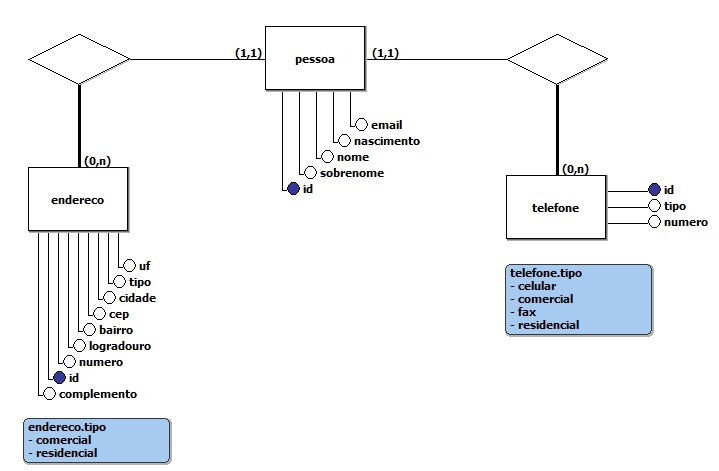 (1,1)
pessoa
(1,1)
email
nascimento
nome
sobrenome
id
(0,n)
endereco
(0,n)
telefone
id
tipo
numero
uf
tipo
cidade
cep
bairro
logradouro
numero
id
complemento
telefone.tipo
- celular
- comercial
- fax
- residencial
endereco.tipo
- comercial
- residencial